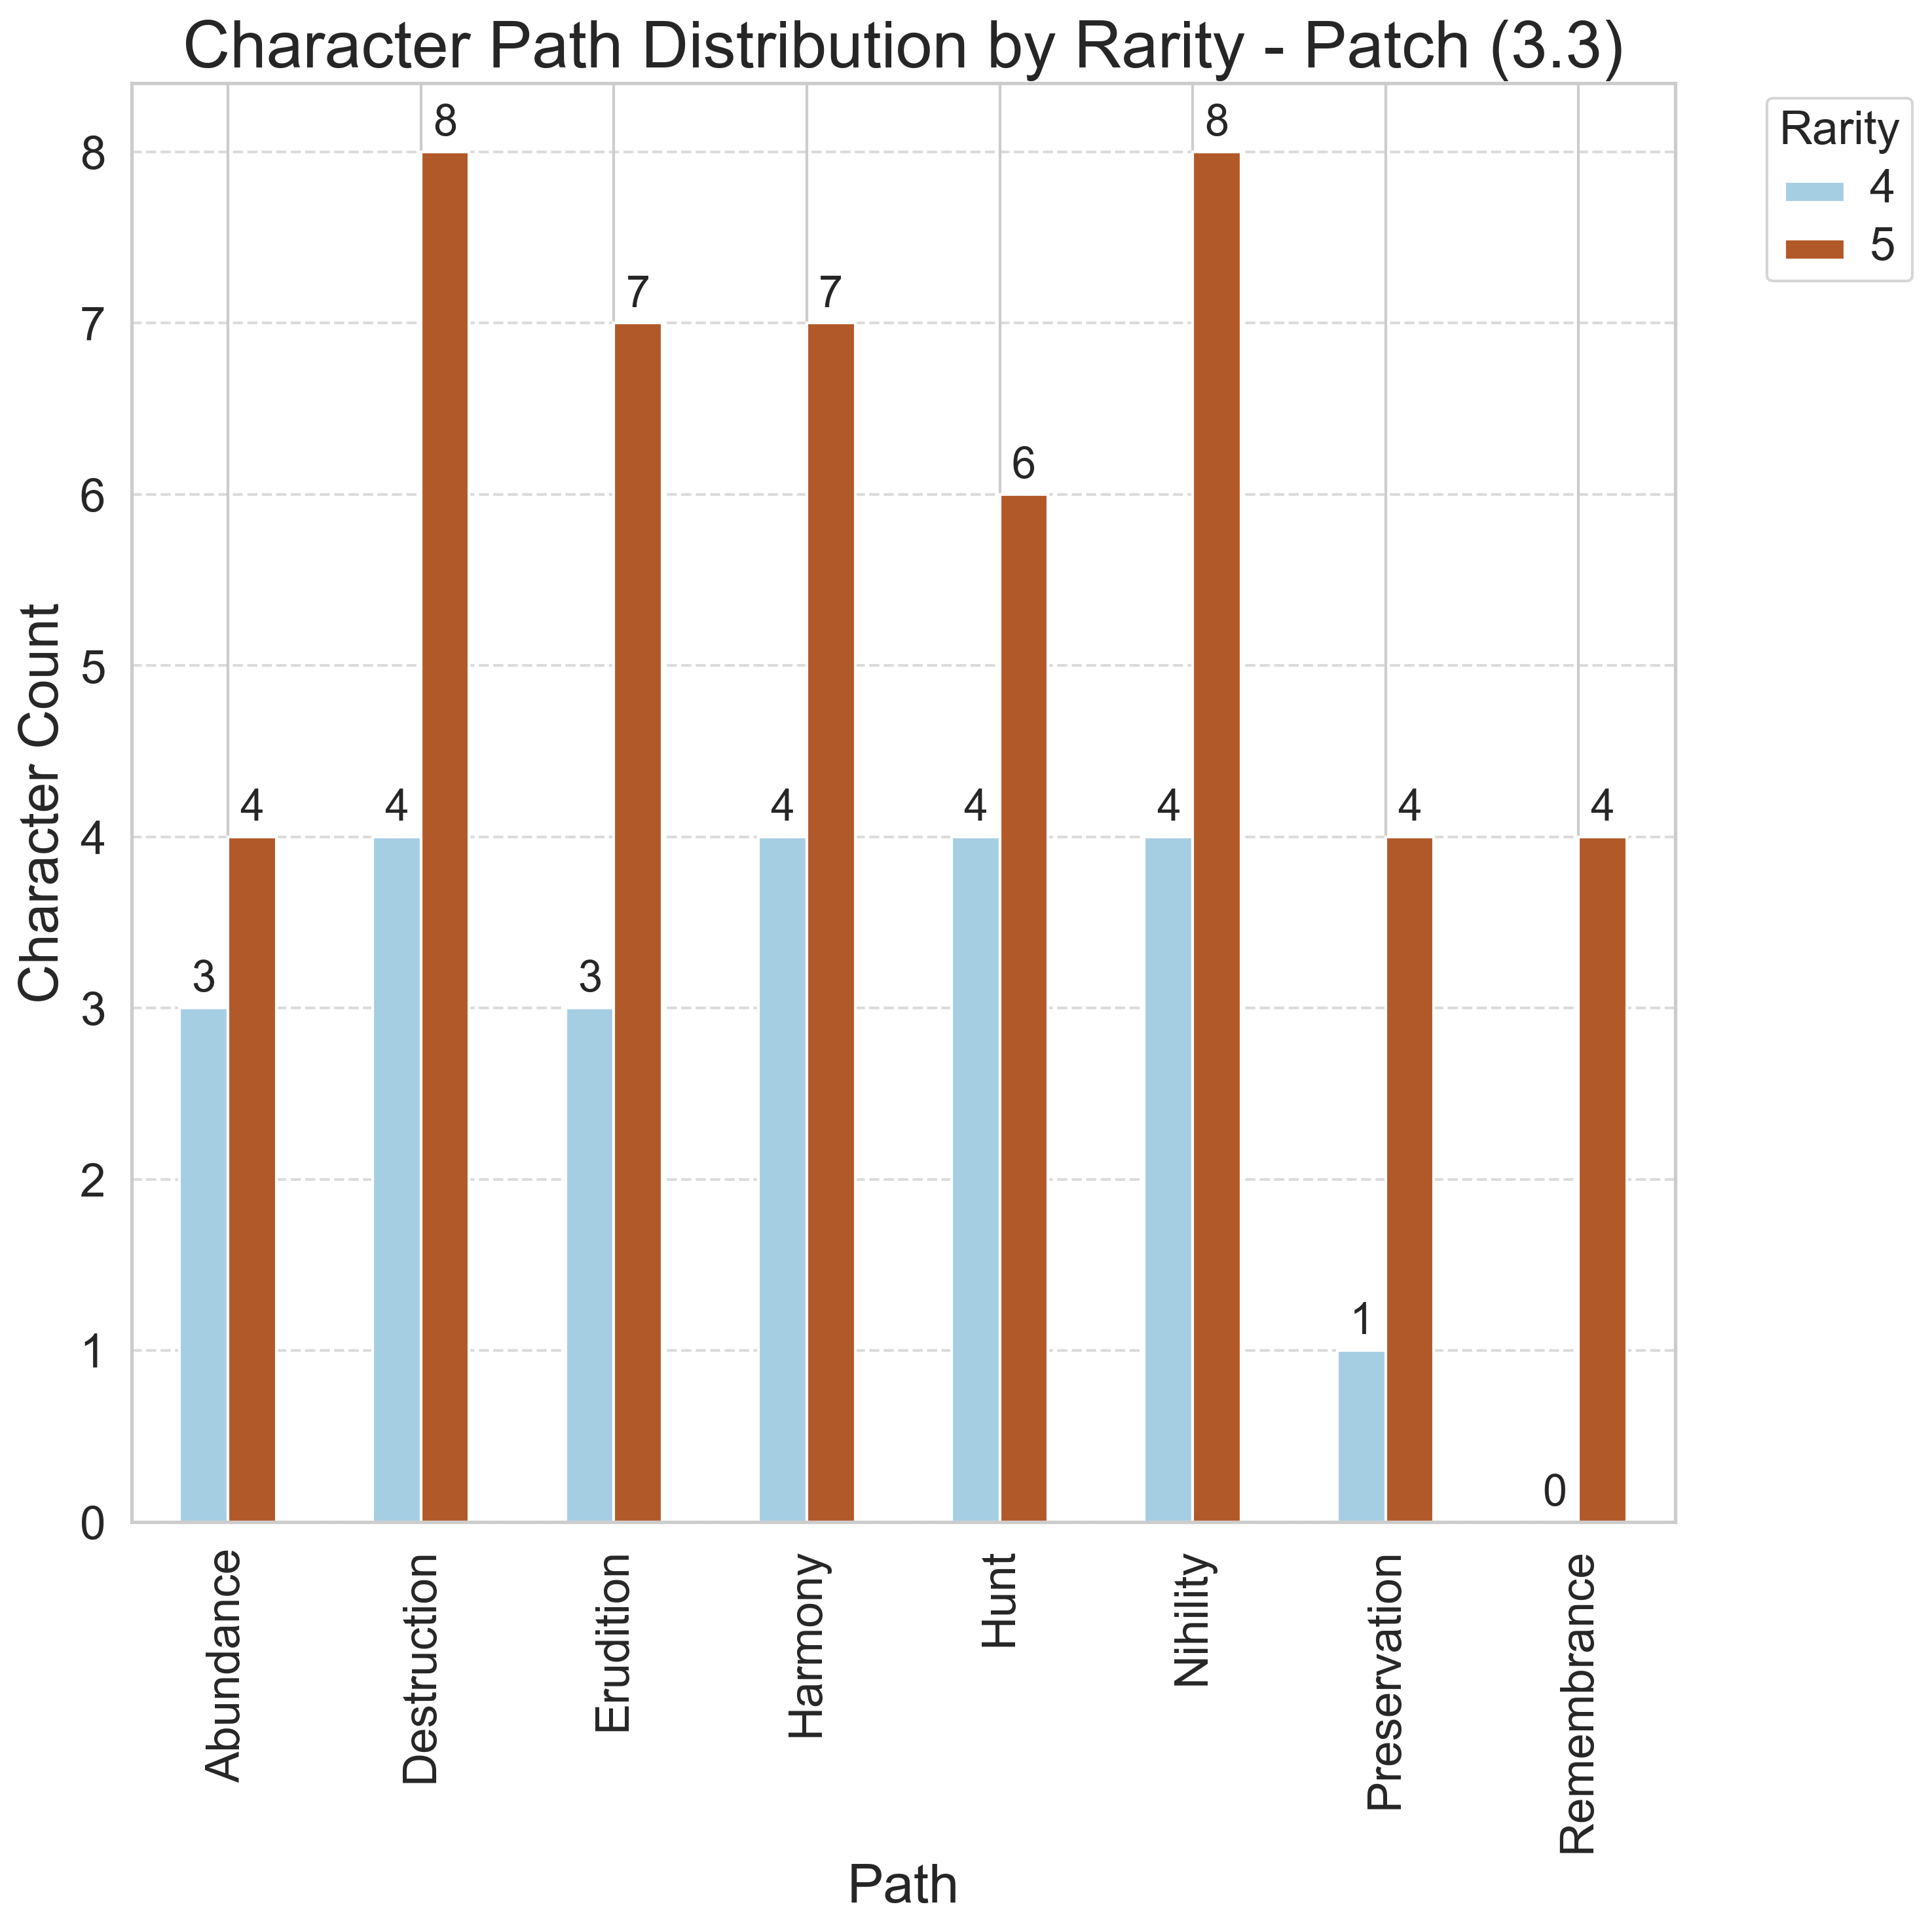 Character Path Distribution by Rarity - Patch (3.3)
Rarity
4
5
Character Count
8
7
6
5
4
3
2
1
0
3
4
4
8
3
7
4
7
4
6
4
8
1
4
0
4
Abundance
Destruction
Erudition
Harmony
Hunt
Nihility
Preservation
Remembrance
Path